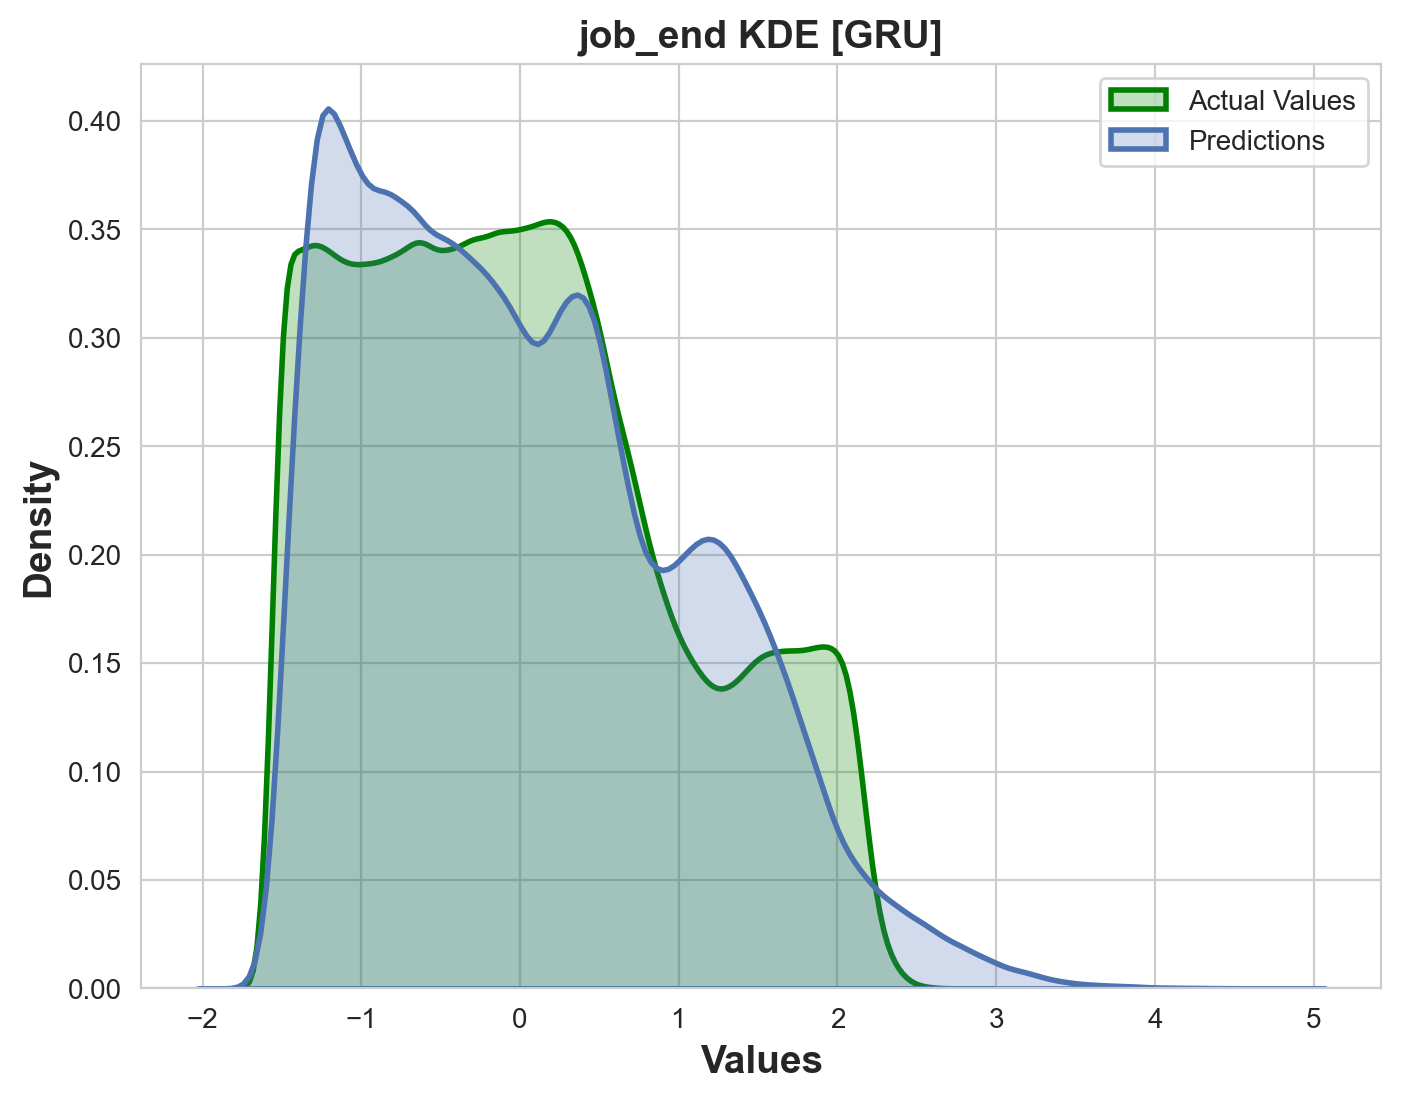 job_end KDE [GRU]
Actual Values
Predictions
0.40
0.35
0.30
0.25
0.20
0.15
0.10
0.05
0.00
Density
−2 −1 0 1 2 3 4 5
Values